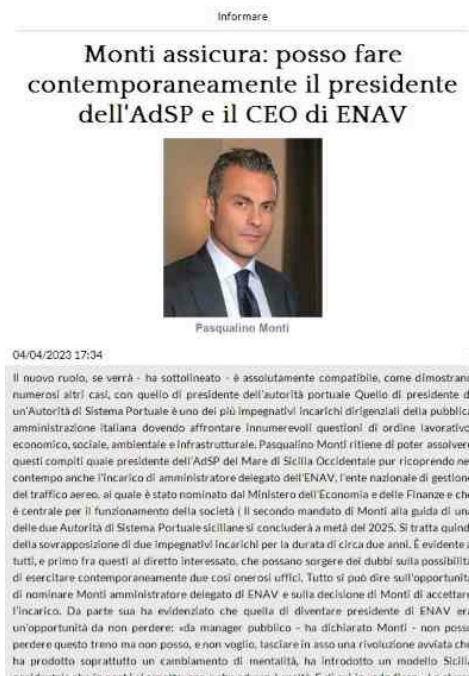 Informare
Monti assicura: posso fare
contemporaneamente il presidente
dell'AdSP e il CEO di ENAV
Pasqualino Monti
04/04/2023 17:34
Il nuovo ruolo, se verrà - ha sottolineato - è assolutamente compatibile, come dimostrano
numerosi altri casi, con quello di presidente dell'autorità portuale Quello di presidente d
un'Autorità di Sistema Portuale è uno dei più impegnativi incarichi dirigenziali della pubblica
amministrazione italiana dovendo affrontare innumerevoli questioni di ordine lavorativo
economico, sociale, ambientale e infrastrutturale. Pasqualino Monti ritiene di poter assolvere
questi compiti quale presidente dell'AdSP del Mare di Sicilia Occidentale pur ricoprendo ne
contempo anche l'incarico di amministratore delegato dell'ENAV, l'ente nazionale di gestione
del traffico aereo, al quale è stato nominato dal Ministero dell'Economia e delle Finanze e che
è centrale per il funzionamento della società ( Il secondo mandato di Monti alla guida di una
delle due Autorità di Sistema Portuale siciliane si concluderà a metà del 2025. Si tratta quind
della sovrapposizione di due impegnativi incarichi per la durata di circa due anni. È evidente a
tutti, e primo fra questi al diretto interessato, che possano sorgere dei dubbi sulla possibilità
di esercitare contemporaneamente due così onerosi uffici. Tutto si può dire sull'opportunità
di nominare Monti amministratore delegato di ENAV e sulla decisione di Monti di accettare
l'incarico. Da parte sua ha evidenziato che quella di diventare presidente di ENAV era
un'opportunità da non perdere: «da manager pubblico - ha dichiarato Monti - non posso
perdere questo treno ma non posso, e non voglio, lasciare in asso una rivoluzione avviata che
ha prodotto soprattutto un cambiamento di mentalità, ha introdotto un modello Sicilia